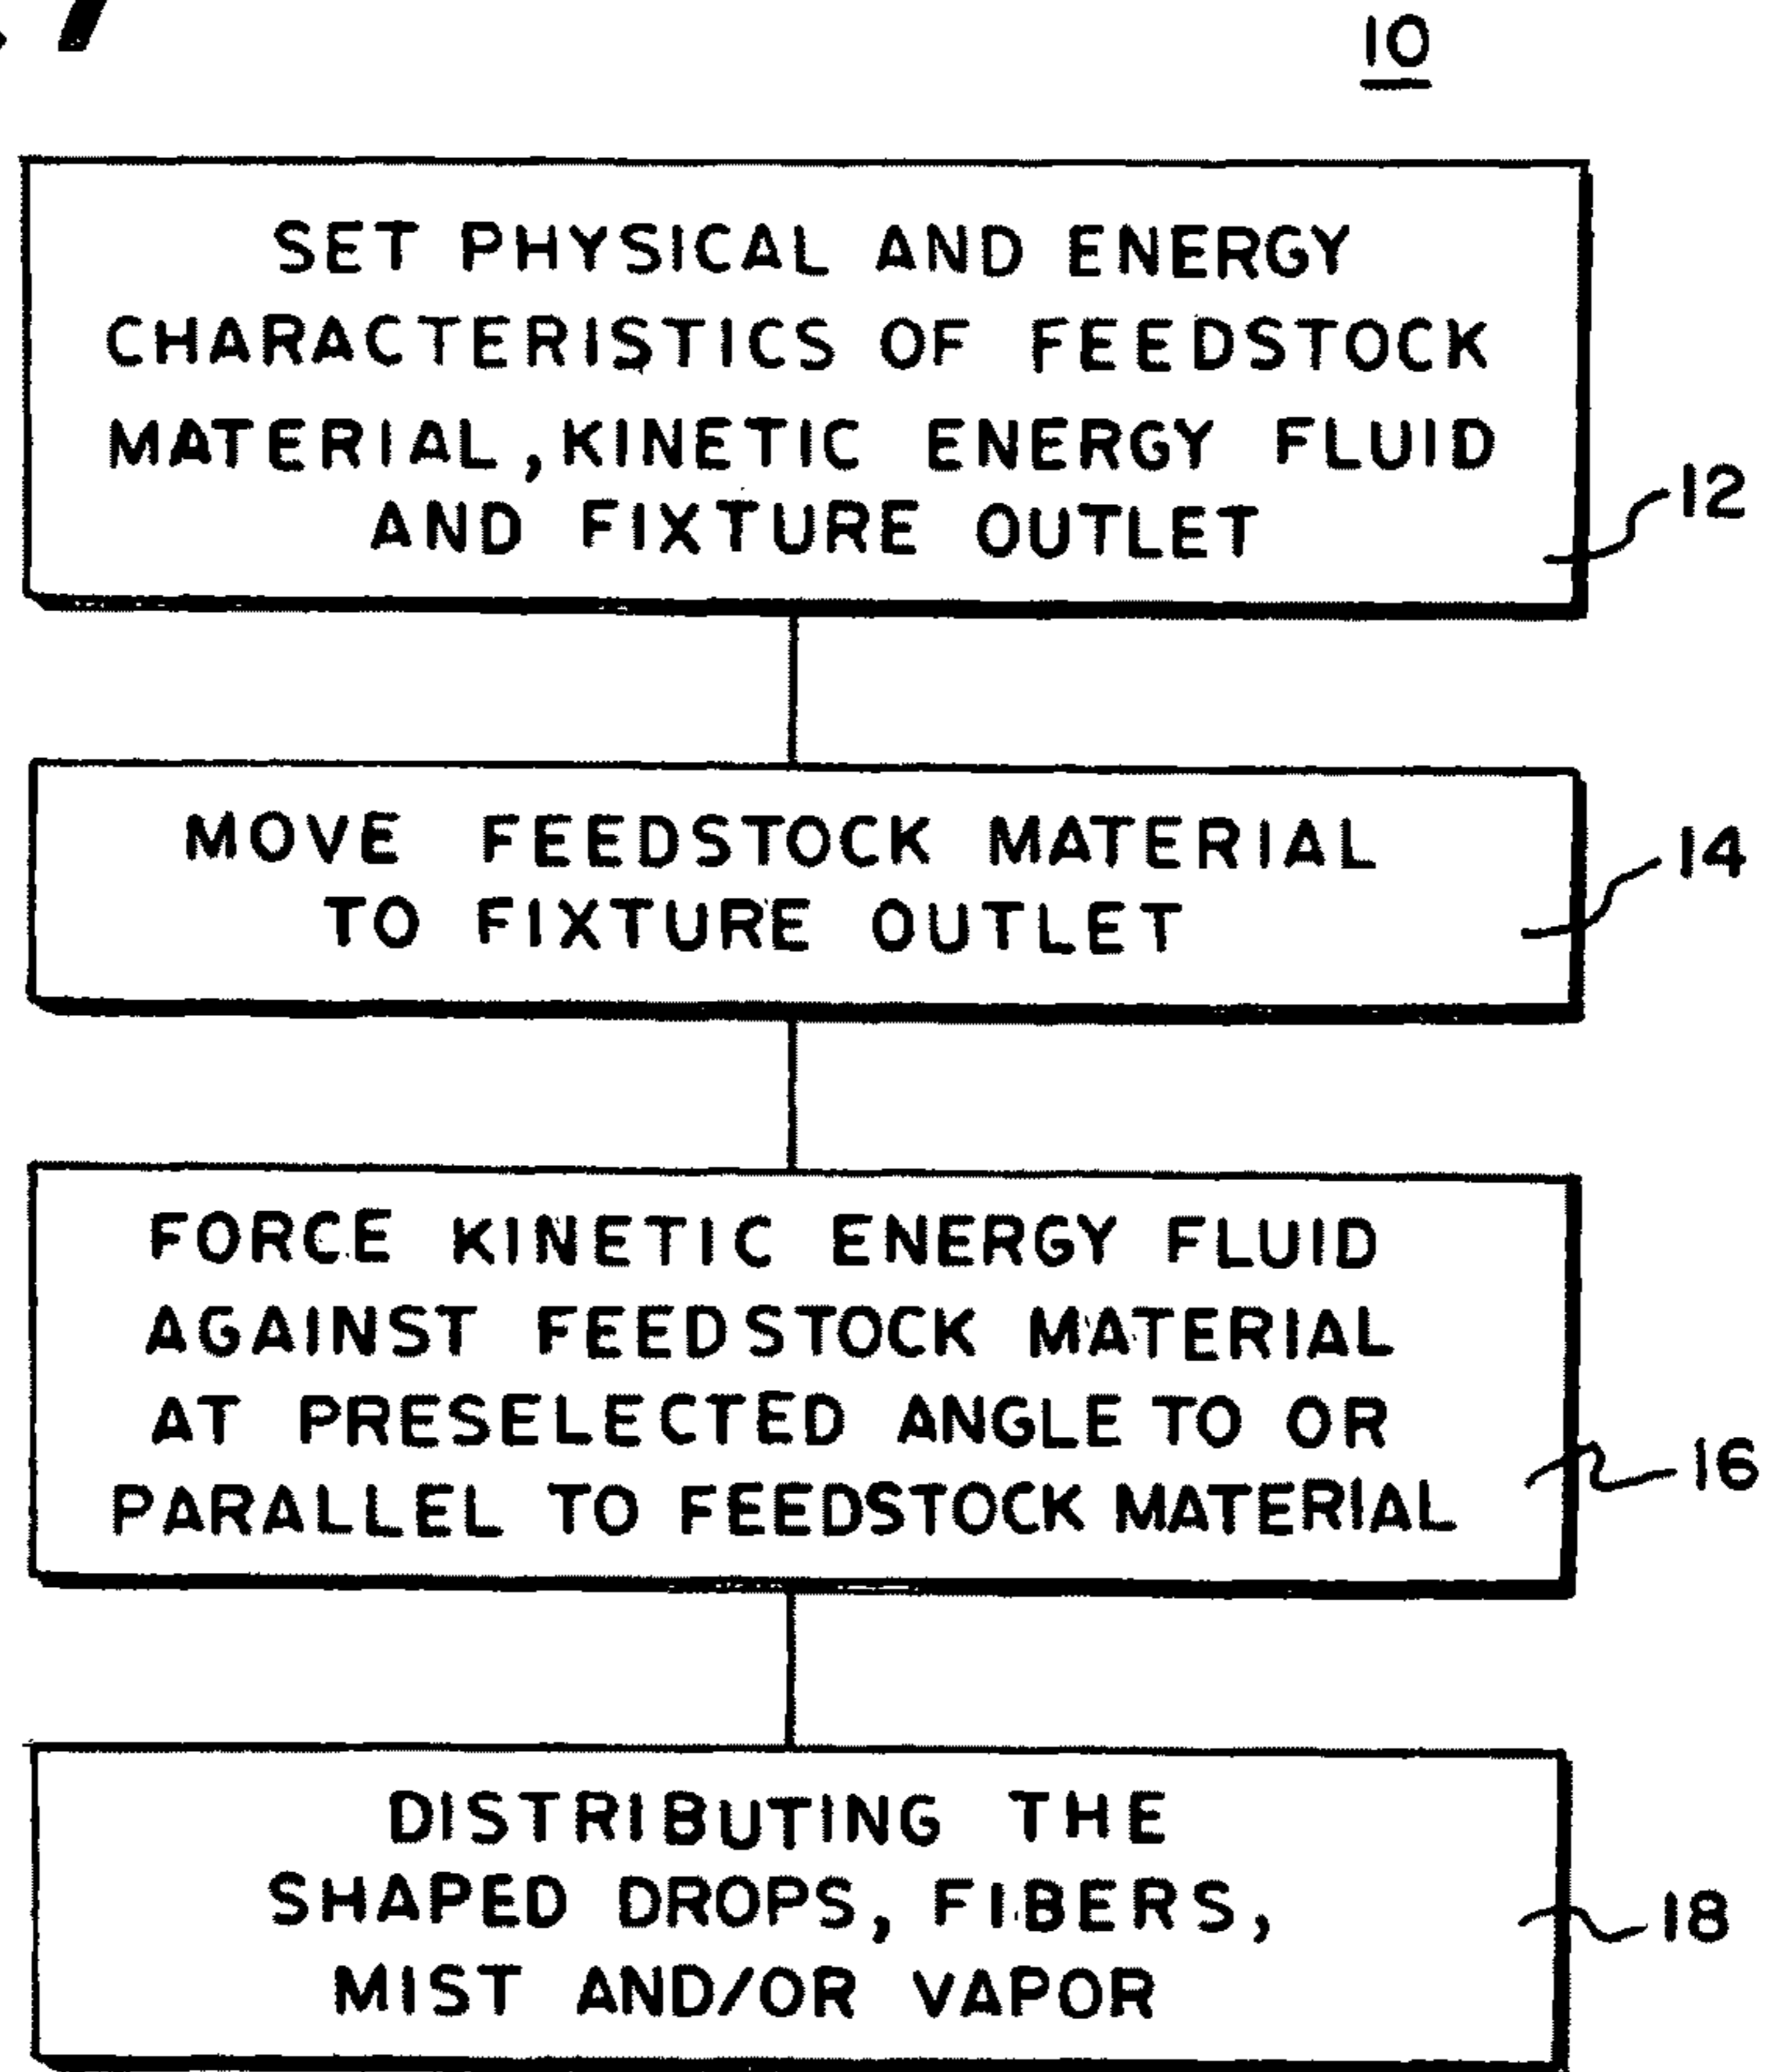 10
SET PHYSICAL AND ENERGY
CHARACTERISTICS OF FEEDSTOCK
MATERIAL, KINETIC ENERGY FLUID
AND FIXTURE OUTLET
12
MOVE FEEDSTOCK MATERIAL
TO FIXTURE OUTLET
14
FORCE KINETIC ENERGY FLUID
AGAINST FEEDSTOCK MATERIAL
AT PRESELECTED ANGLE TO OR
PARALLEL TO FEEDSTOCK MATERIAL
16
DISTRIBUTING THE
SHAPED DROPS, FIBERS,
MIST AND/OR VAPOR
18